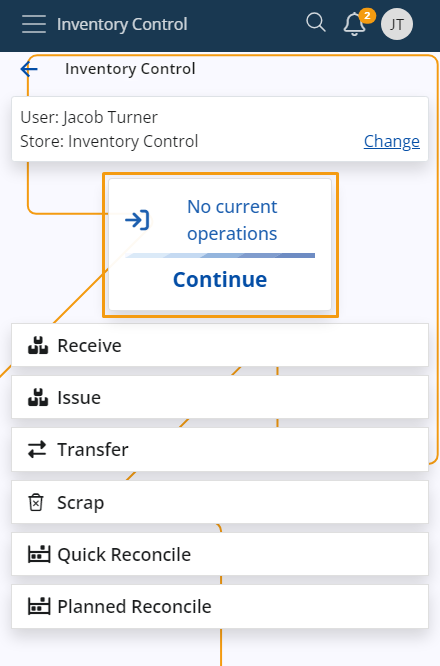 Inventory Control
2
JT
Inventory Control
User: Jacob Turner
Store: Inventory Control
Change
No current
operations
Continue
Receive
Issue
Transfer
Scrap
Quick Reconcile
Planned Reconcile